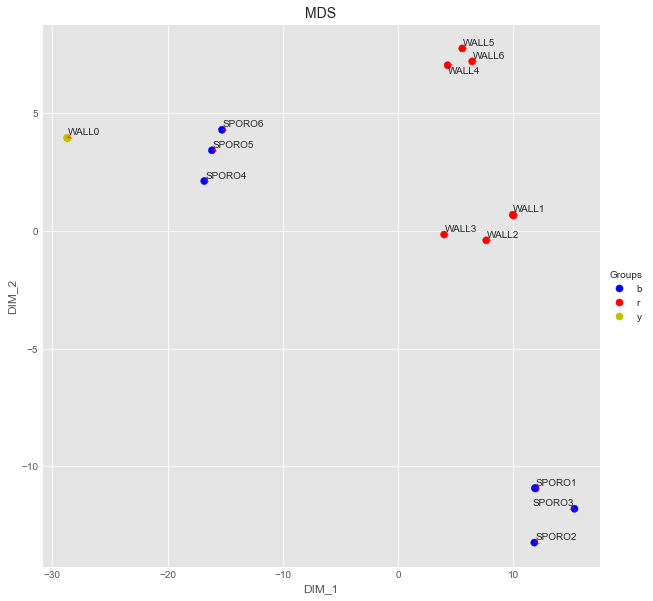 MDS
WALL5
WALL6
WALL4
SPORO6
WALL0
SPORO5
SPORO4
WALL1
WALL3
WALL2
SPORO1
SPORO3
SPORO2
5
0
−5
−10
DIM_2
−30
−20
−10
0
10
DIM_1
Groups
b
r
y